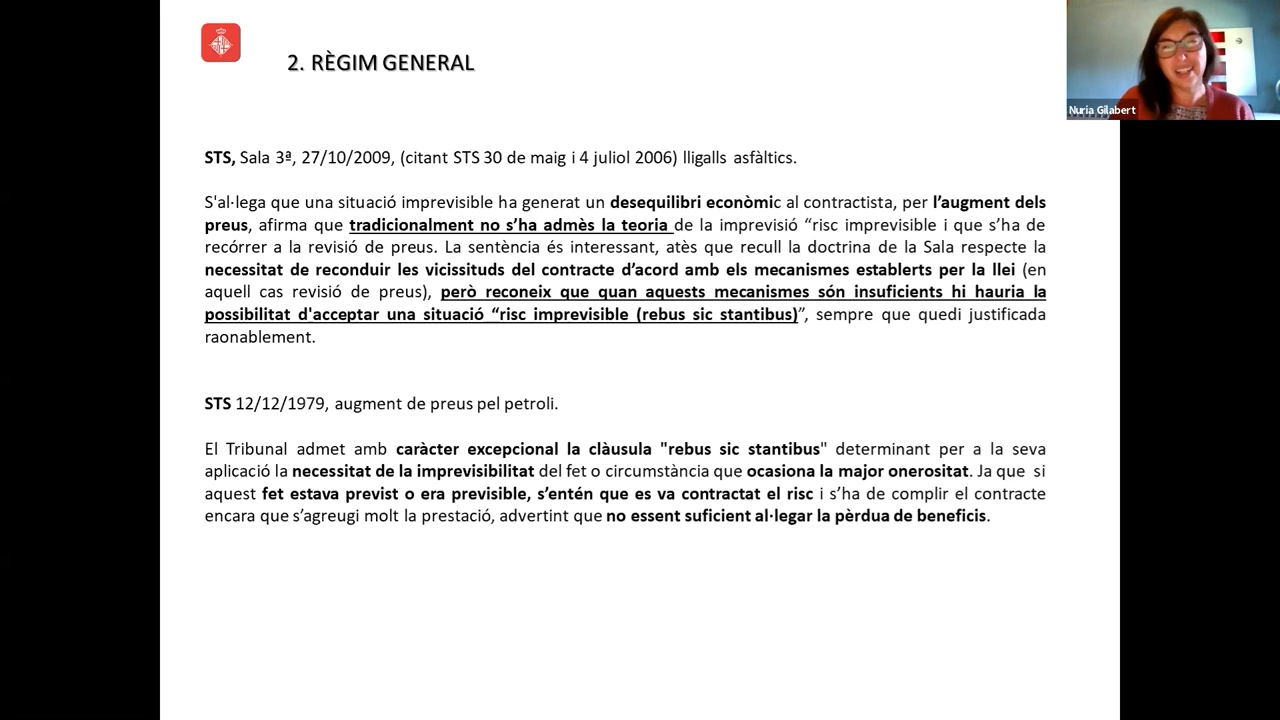 2. RÈGIM GENERAL
Nuria Gilabert
STS, Sala 3ª, 27/10/2009, (citant STS 30 de maig i 4 juliol 2006) lligalls asfàltics.
S'al·lega que una situació imprevisible ha generat un desequilibri econòmic al contractista, per l’augment dels
preus, afirma que tradicionalment no s’ha admès la teoria de la imprevisió “risc imprevisible i que s’ha de
recórrer a la revisió de preus. La sentència és interessant, atès que recull la doctrina de la Sala respecte la
necessitat de reconduir les vicissituds del contracte d’acord amb els mecanismes establerts per la llei (en
aquell cas revisió de preus), però reconeix que quan aquests mecanismes són insuficients hi hauria la
possibilitat d'acceptar una situació “risc imprevisible (rebus sic stantibus)”, sempre que quedi justificada
raonablement.
STS 12/12/1979, augment de preus pel petroli.
El Tribunal admet amb caràcter excepcional la clàusula "rebus sic stantibus" determinant per a la seva
aplicació la necessitat de la imprevisibilitat del fet o circumstància que ocasiona la major onerositat. Ja que si
aquest fet estava previst o era previsible, s’entén que es va contractat el risc i s’ha de complir el contracte
encara que s’agreugi molt la prestació, advertint que no essent suficient al·legar la pèrdua de beneficis.